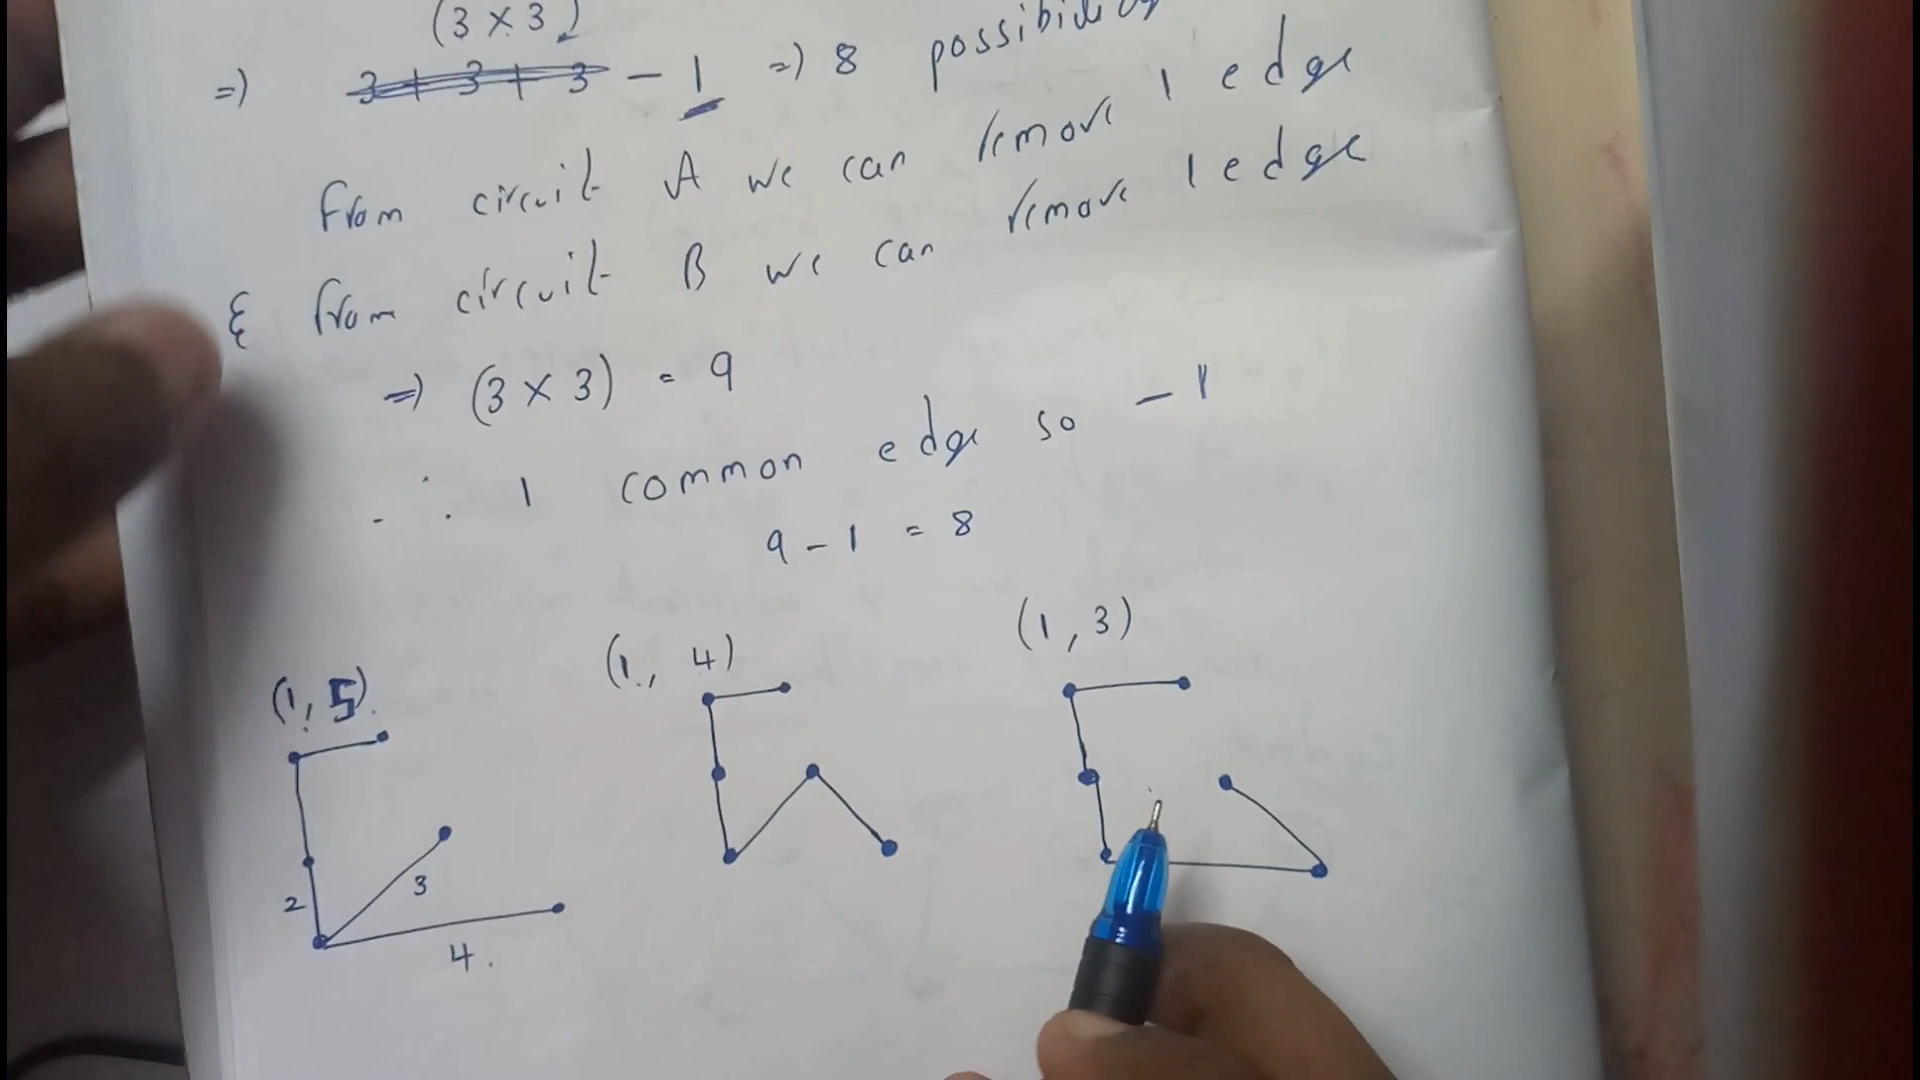 (3 × 3)
=) 3 + 3 + 3 - 1 =) 8
From circuit A we can remove 1 edge
& from circuit B we can remove 1 edge
=) (3 × 3) = 9
∴ 1 common edge so - 1
9 - 1 = 8
(1, 5) (1, 4) (1, 3)
2 3
4.